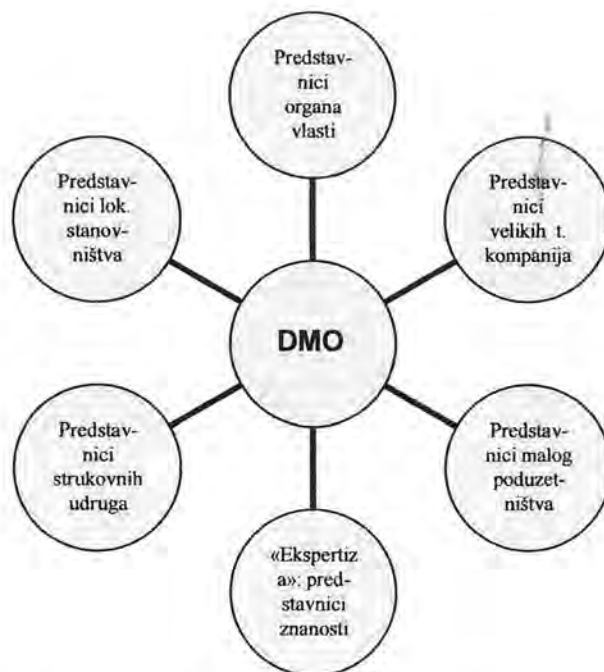 Predstav-
nici
organa
vlasti
Predstav-
nici lok.
stanov-
ništva
Predstav-
nici
velikih t.
kompanija
DMO
Predstav-
nici
strukovnih
udruga
Predstav-
nici malog
poduzet-
ništva
«Ekspertiz
a»: pred-
stavnici
znanosti